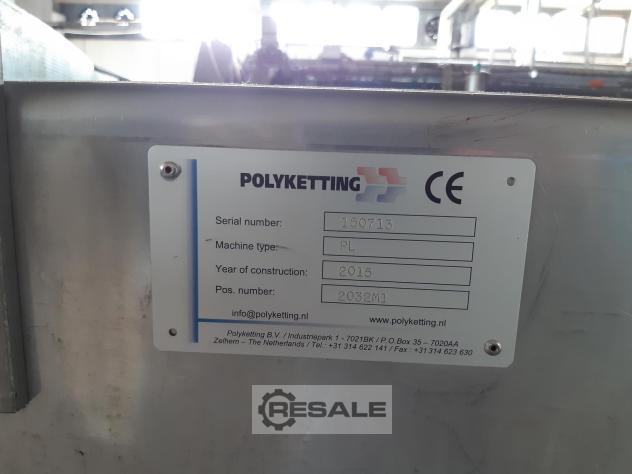 POLYKETTING CE
Serial number: 150713
Machine type: PL
Year of construction: 2015
Pos. number: 2032M1
info@polyketting.nl www.polyketting.nl
Polyketting B.V. / Industriepark 1 - 7021BK / P.O.Box 35 – 7020AA
Zelhem – The Netherlands / Tel.: +31 314 622 141 / Fax : +31 314 623 630
RESALE